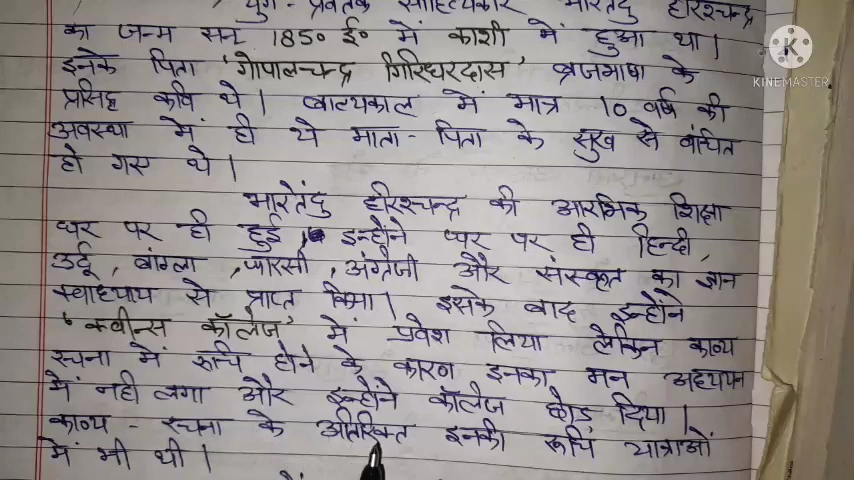 युग - प्रवर्तक साहित्यकार भारतेंदु हरिश्चन्द्र
का जन्म सन् 1850 ई० में काशी में हुआ था।
इनके पिता 'गोपालचन्द्र गिरिधरदास' ब्रजभाषा के
प्रसिद्ध कवि थे। बाल्यकाल में मात्र 10 वर्ष की
अवस्था में ही ये माता - पिता के सुख से वंचित
हो गए थे।
भारतेंदु हरिश्चन्द्र की आरंभिक शिक्षा
घर पर ही हुई, इन्होंने घर पर ही हिन्दी,
उर्दू, बांग्ला, फारसी, अंग्रेजी और संस्कृत का ज्ञान
स्वाध्याय से प्राप्त किया। इसके बाद इन्होंने
'क्वीन्स कॉलेज' में प्रवेश लिया लेकिन काव्य
रचना में रूचि होने के कारण इनका मन अध्ययन
में नही लगा और इन्होंने कॉलेज छोड़ दिया।
काव्य - रचना के अतिरिक्त इनकी रूचि यात्राओं
में भी थी।
KINEMASTER